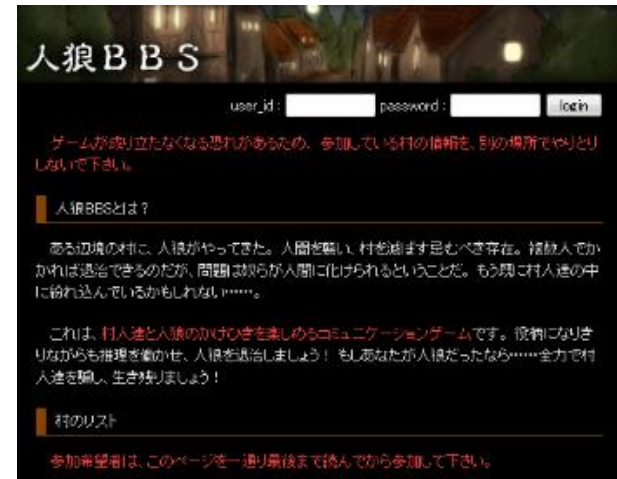 人狼BBS
user_id : password : login
ゲームが成り立たなくなる恐れがあるため、参加している村の情報を、別の場所でやりとり
しないで下さい。
人狼BBSとは？
ある辺境の村に、人狼がやってきた。人間を襲い、村を滅ぼす忌むべき存在。複数人でか
かれば退治できるのだが、問題は奴らが人間に化けられるということだ。もう既に村人達の中
に紛れ込んでいるかもしれない……。
これは、村人達と人狼のかけひきを楽しめるコミュニケーションゲームです。役柄になりき
りながらも推理を働かせ、人狼を退治しましょう！ もしあなたが人狼だったなら……全力で村
人達を騙し、生き残りましょう！
村のリスト
参加希望者は、このページを一通り最後まで読んでから参加して下さい。